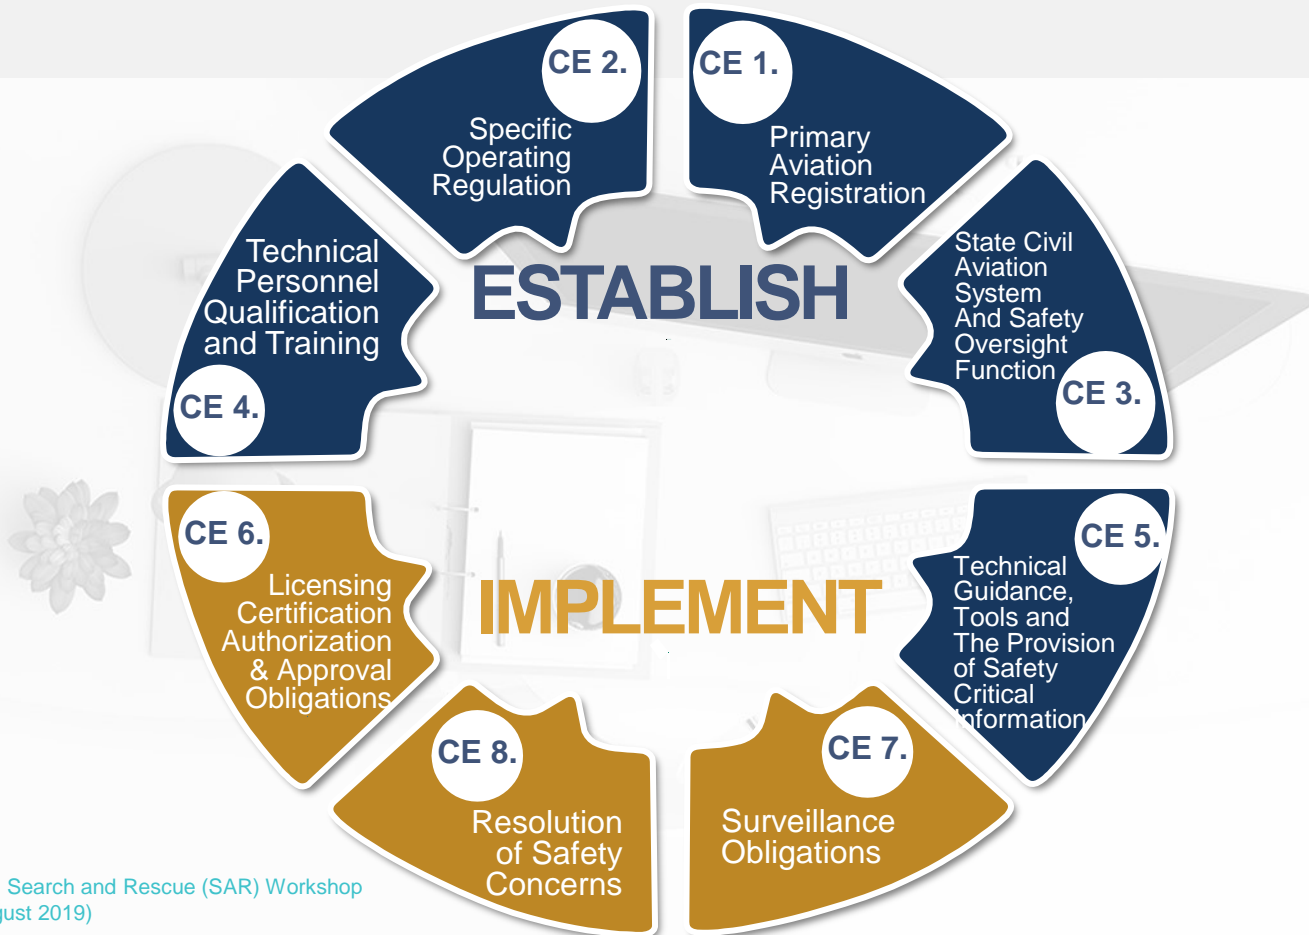 CE 2.
Specific
Operating
Regulation
CE 1.
Primary
Aviation
Registration
Technical
Personnel
Qualification
and Training
CE 4.
ESTABLISH
State Civil
Aviation
System
And Safety
Oversight
Function
CE 3.
CE 6.
Licensing
Certification
Authorization
& Approval
Obligations
IMPLEMENT
CE 5.
Technical
Guidance,
Tools and
The Provision
of Safety
Critical
Information
CE 8.
Resolution
of Safety
Concerns
CE 7.
Surveillance
Obligations
Search and Rescue (SAR) Workshop
gust 2019)